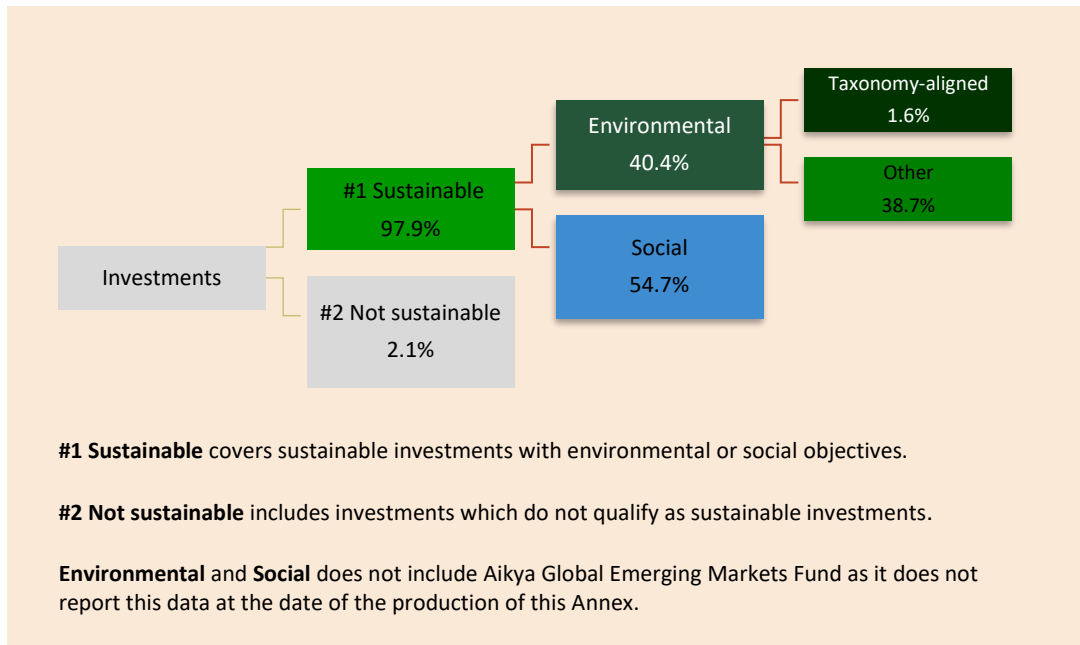 Taxonomy-aligned
1.6%
Environmental
40.4%
Other
38.7%
#1 Sustainable
97.9%
Social
54.7%
Investments
#2 Not sustainable
2.1%
#1 Sustainable covers sustainable investments with environmental or social objectives.
#2 Not sustainable includes investments which do not qualify as sustainable investments.
Environmental and Social does not include Aikya Global Emerging Markets Fund as it does not
report this data at the date of the production of this Annex.